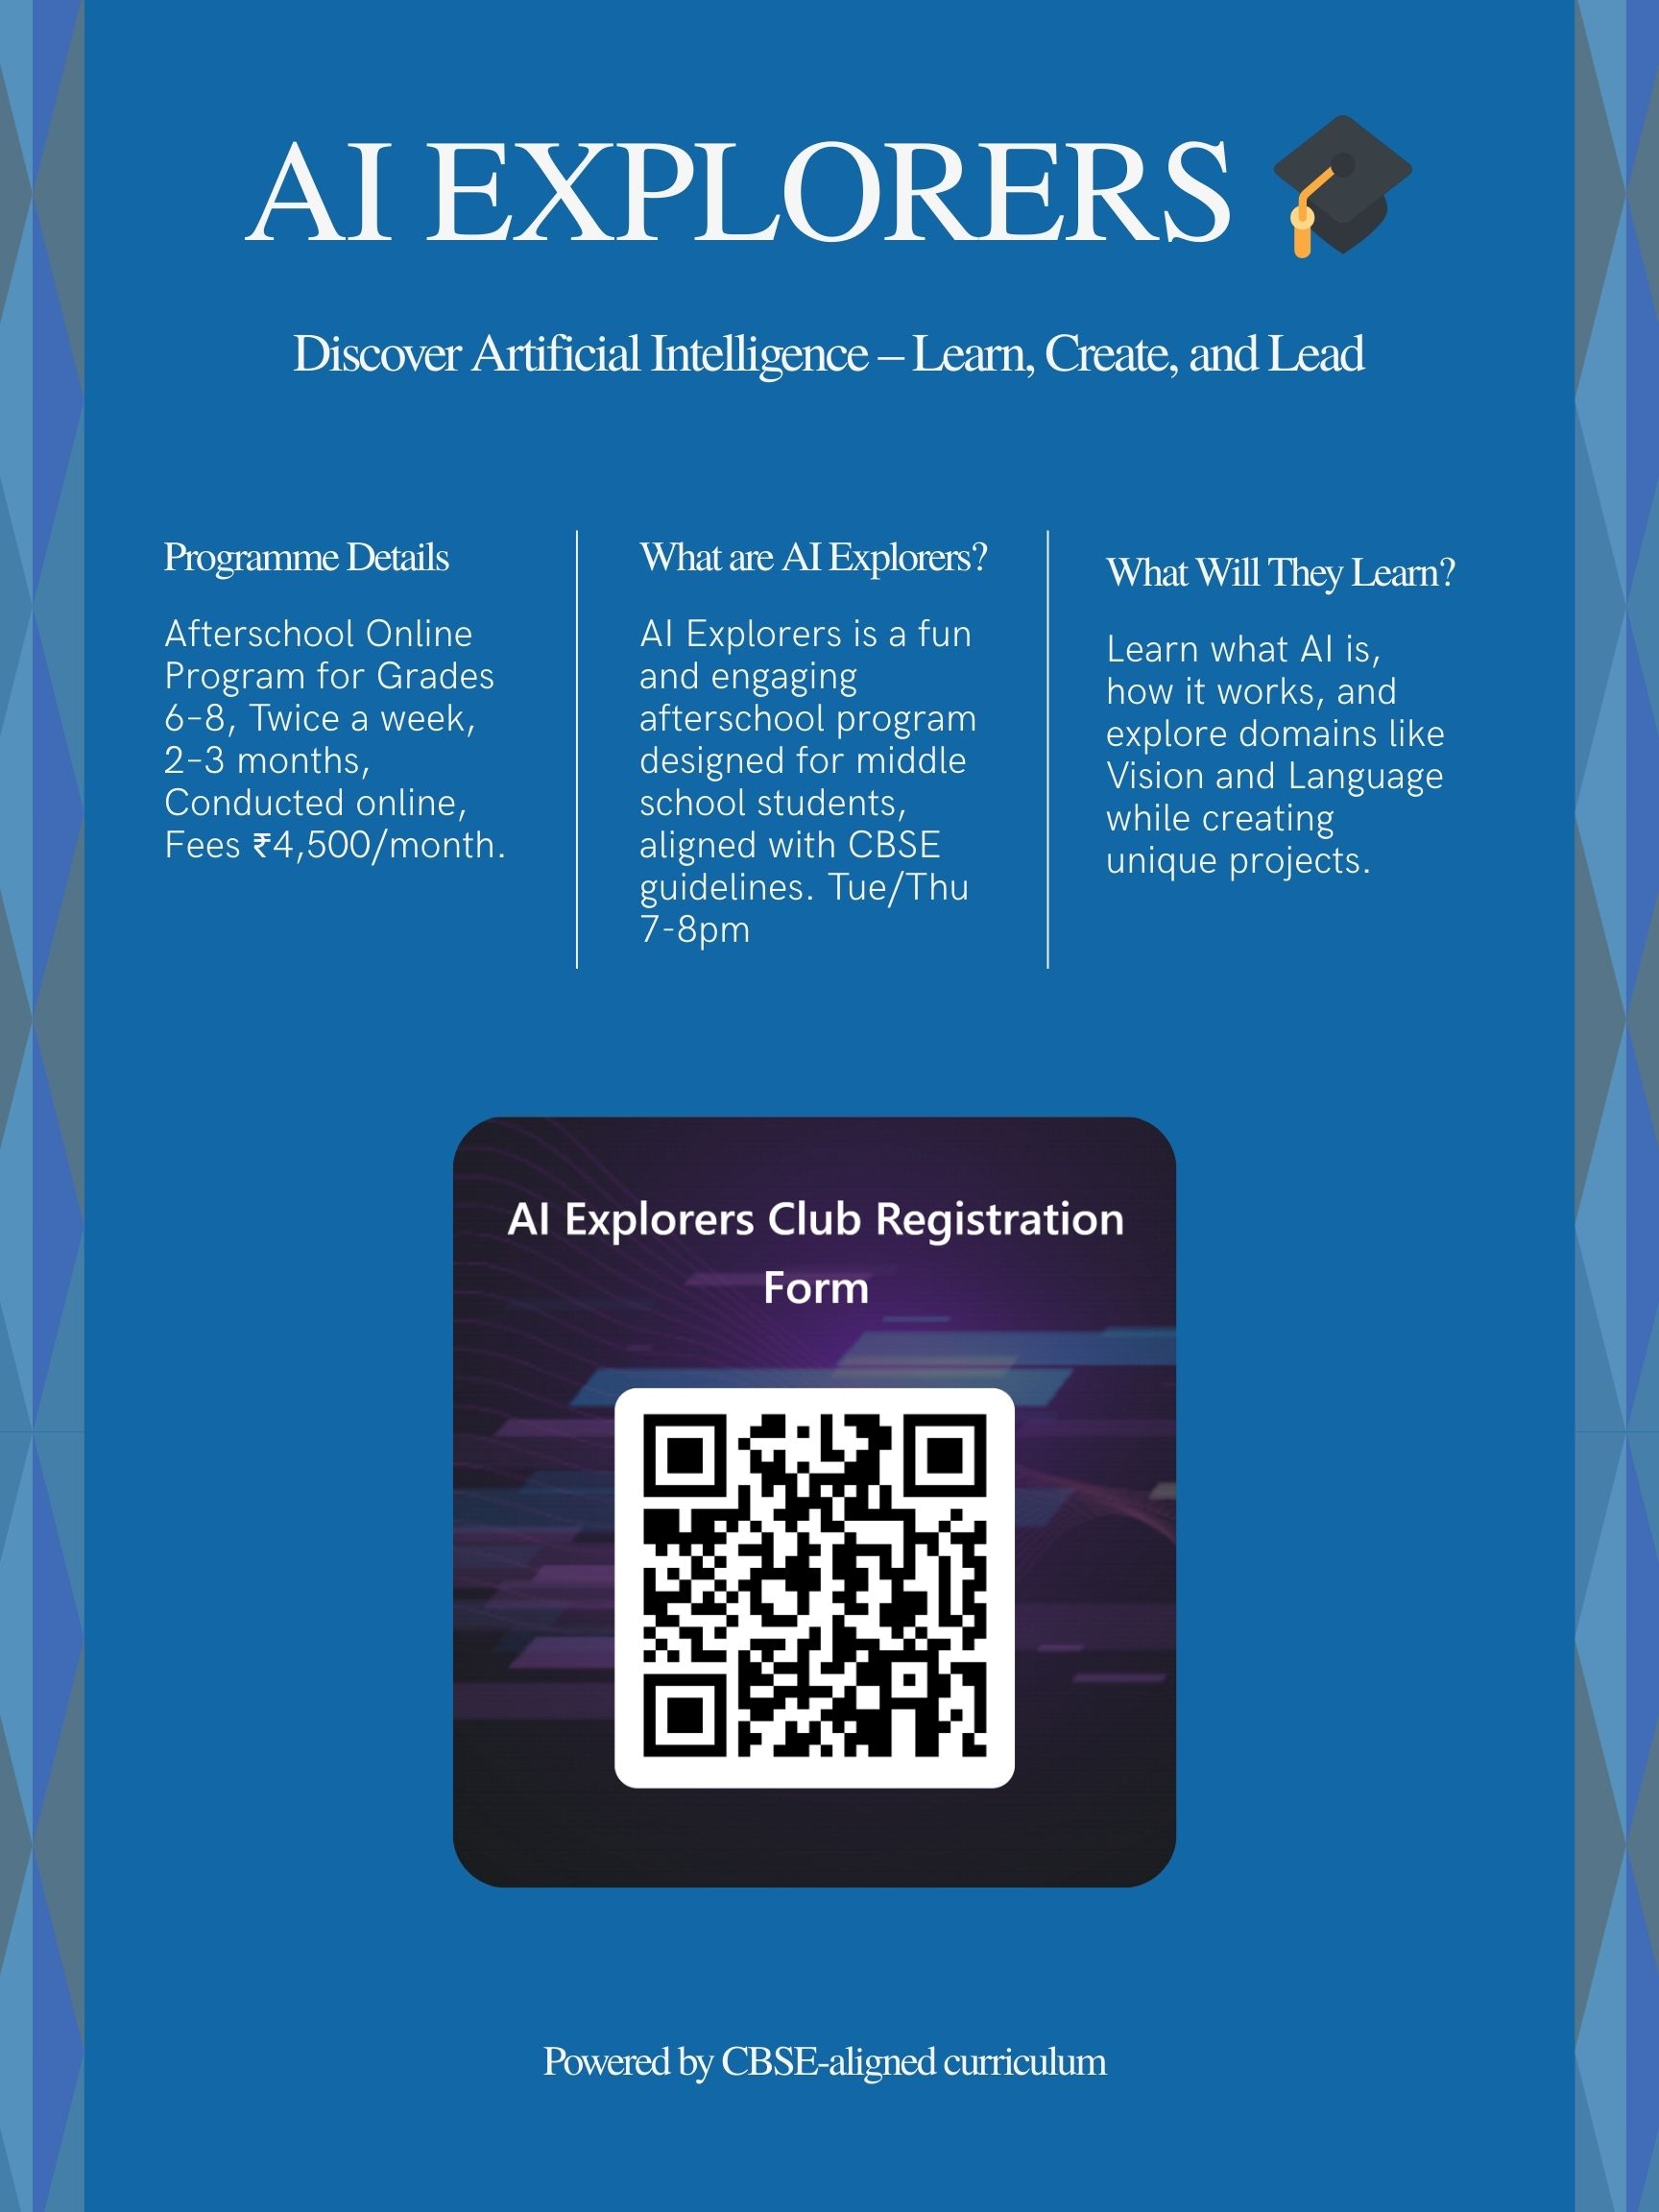 AI EXPLORERS
Discover Artificial Intelligence – Learn, Create, and Lead
Programme Details
Afterschool Online
Program for Grades
6–8, Twice a week,
2–3 months,
Conducted online,
Fees ₹4,500/month.
What are AI Explorers?
AI Explorers is a fun
and engaging
afterschool program
designed for middle
school students,
aligned with CBSE
guidelines. Tue/Thu
7-8pm
What Will They Learn?
Learn what AI is,
how it works, and
explore domains like
Vision and Language
while creating
unique projects.
AI Explorers Club Registration
Form
Powered by CBSE-aligned curriculum